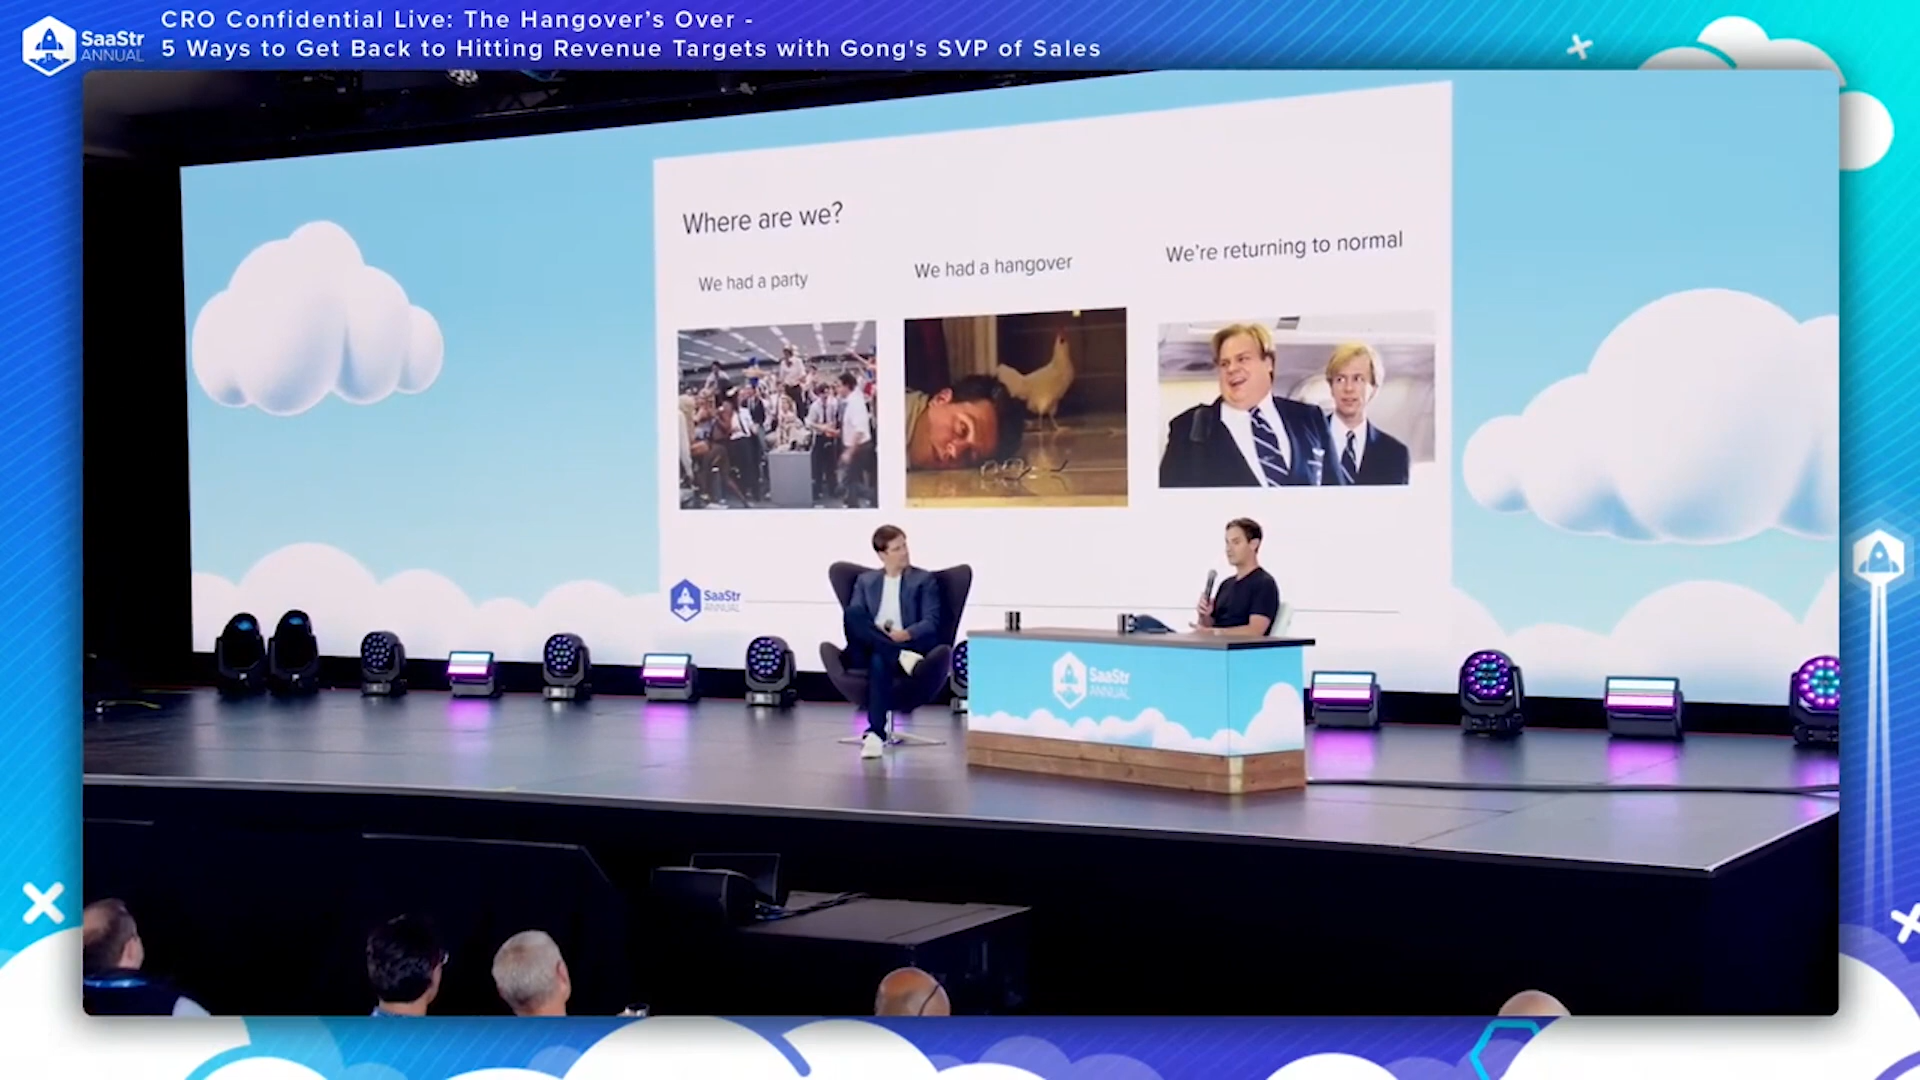 CRO Confidential Live: The Hangover's Over -
5 Ways to Get Back to Hitting Revenue Targets with Gong's SVP of Sales
SaaStr
ANNUAL
Where are we?
We had a party
We had a hangover
We're returning to normal
SaaStr
ANNUAL
SaaStr
ANNUAL